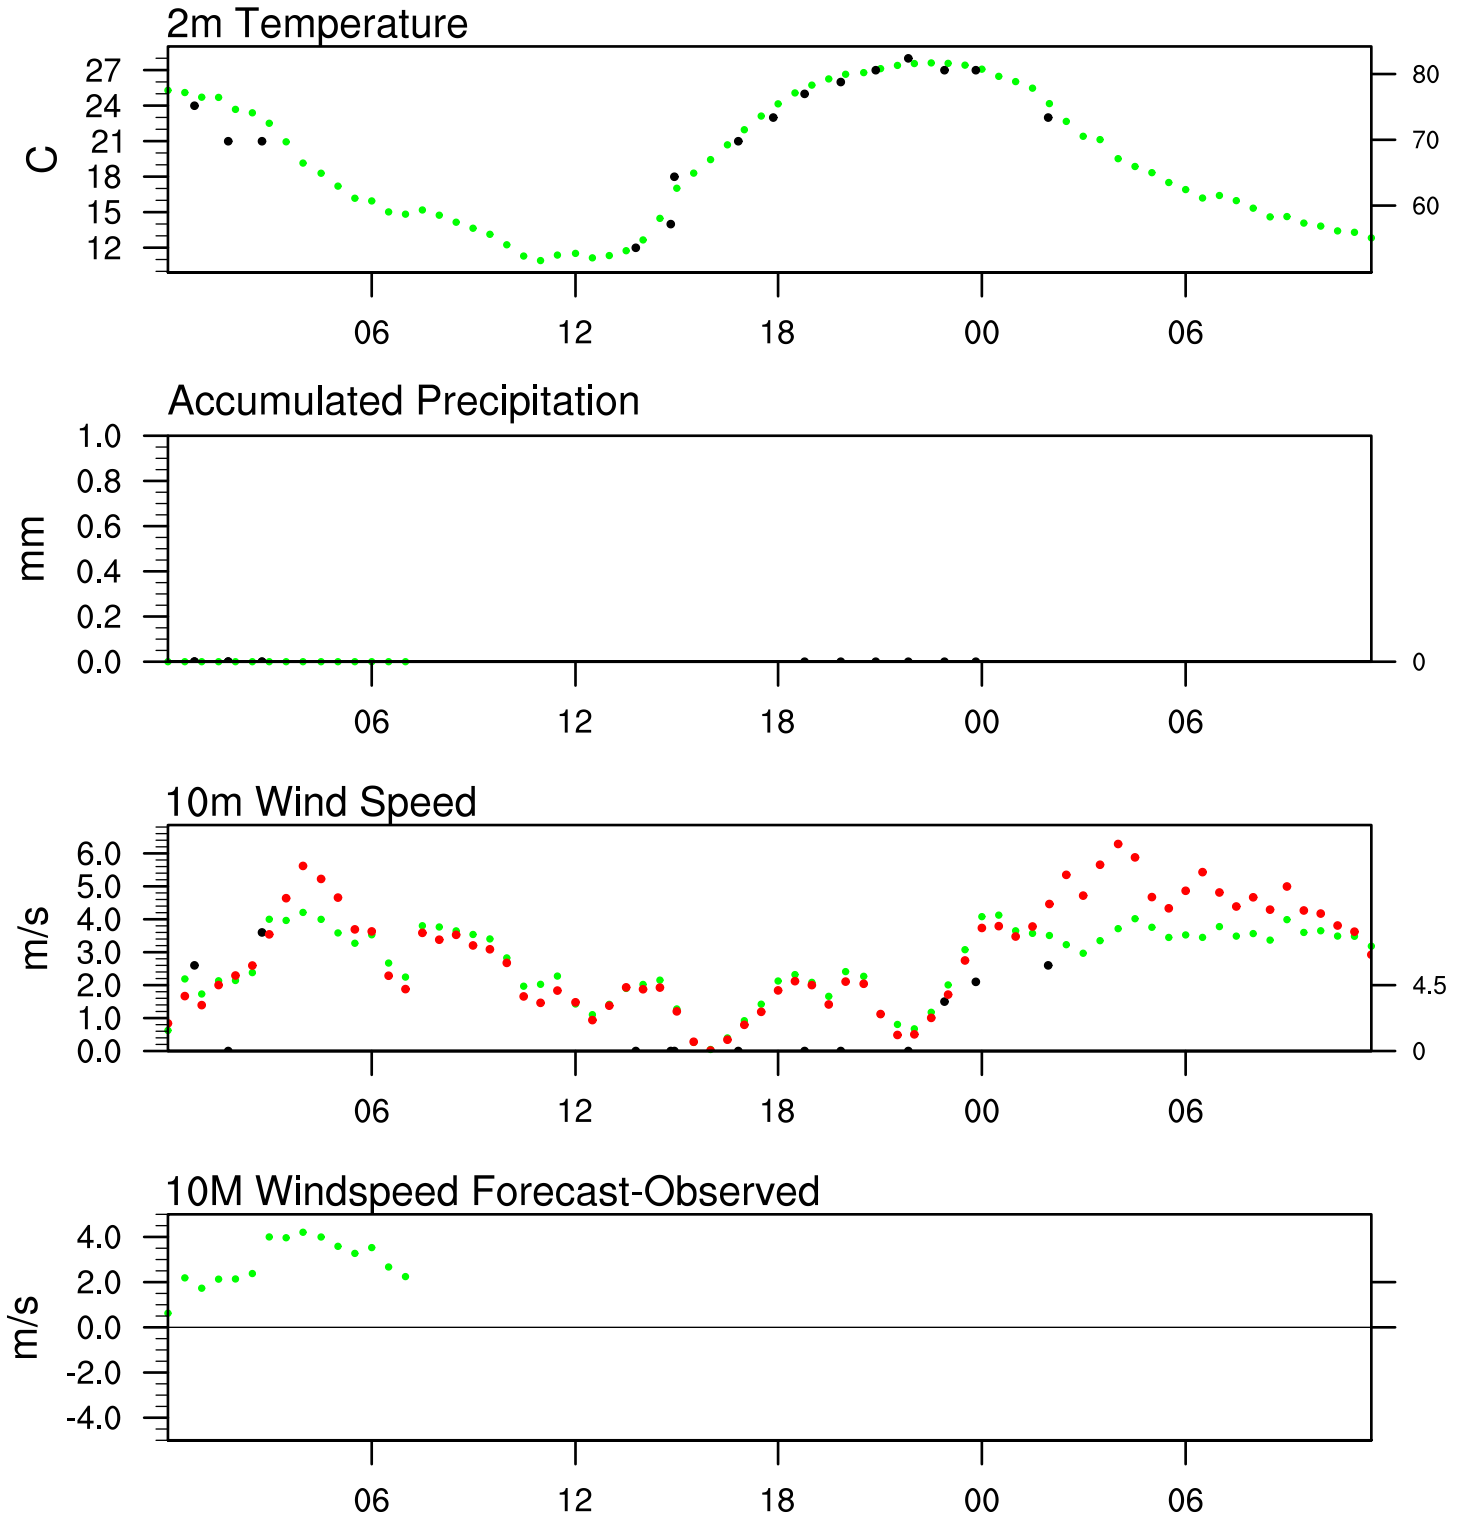 2m Temperature
27
24
21
18
15
12
C
80
70
60
06 12 18 00 06
Accumulated Precipitation
1.0
0.8
0.6
0.4
0.2
0.0
mm
0
06 12 18 00 06
10m Wind Speed
6.0
5.0
4.0
3.0
2.0
1.0
0.0
m/s
4.5
0
06 12 18 00 06
10M Windspeed Forecast-Observed
4.0
2.0
0.0
-2.0
-4.0
m/s
06 12 18 00 06